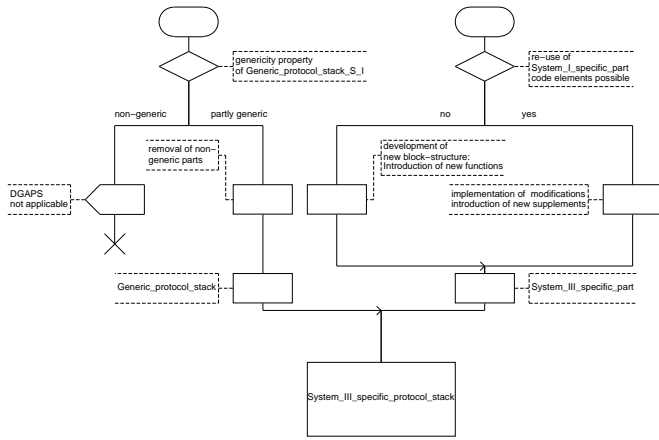 genericity property
of Generic_protocol_stack_S_I
re-use of
System_I_specific_part
code elements possible
non-generic
partly generic
no
yes
removal of non-
generic parts
development of
new block-structure:
Introduction of new functions
DGAPS
not applicable
implementation of modifications
introduction of new supplements
Generic_protocol_stack
System_III_specific_part
System_III_specific_protocol_stack